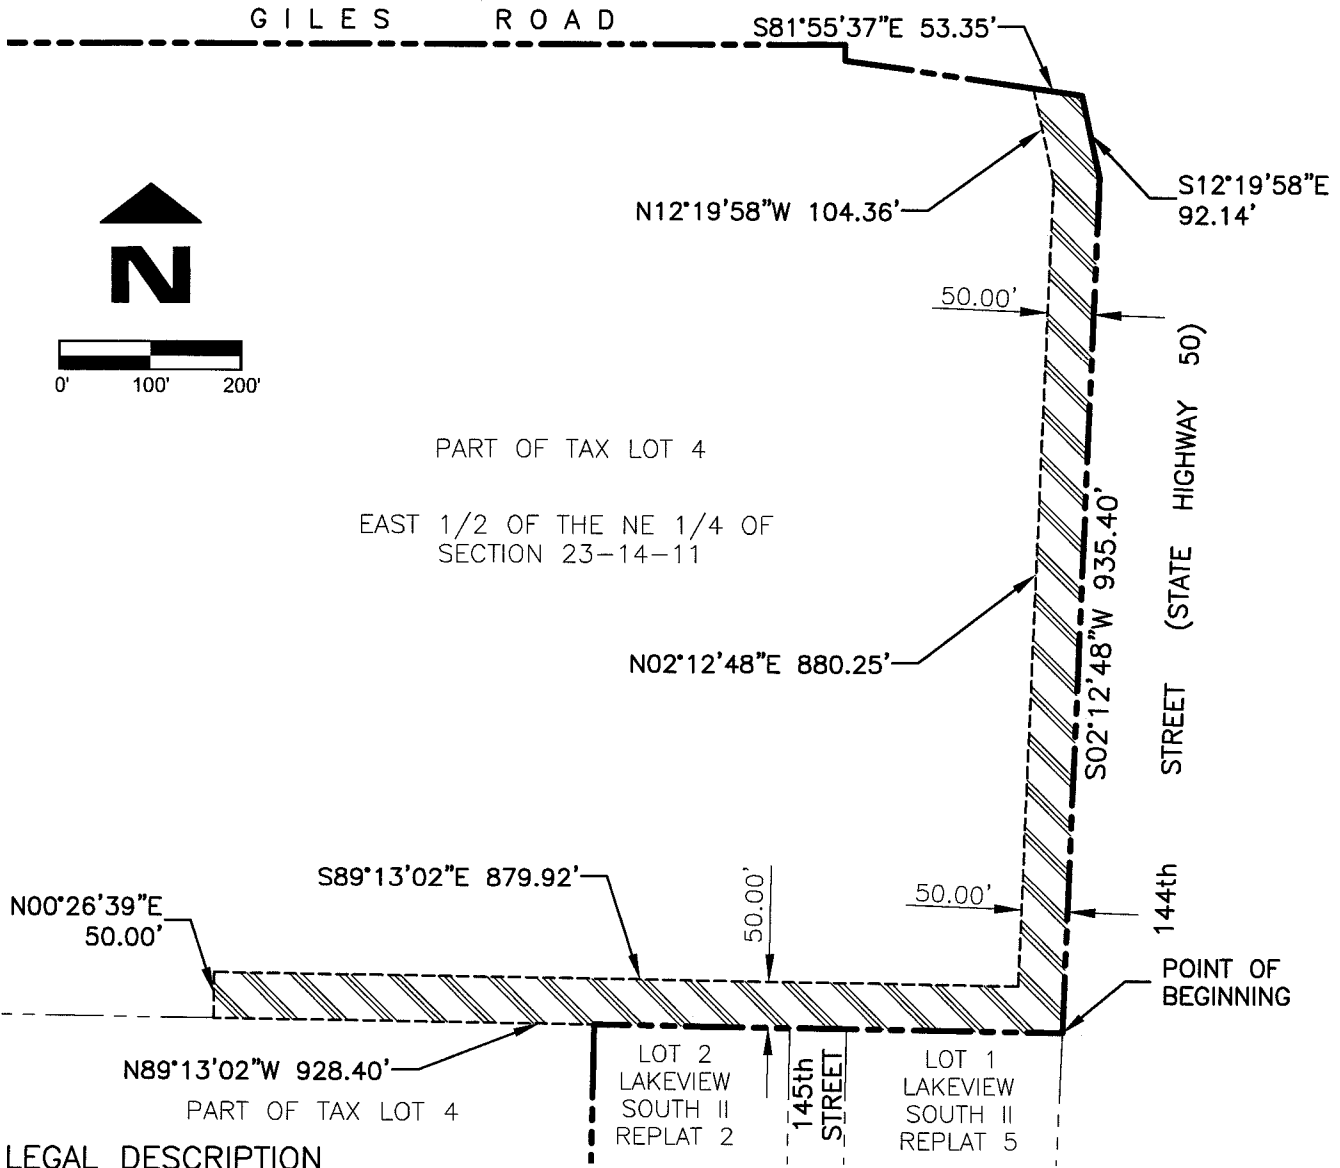 GILES ROAD
S81°55'37"E 53.35'
S12°19'58"E
92.14'
N12°19'58"W 104.36'
N
50.00'
0' 100' 200'
PART OF TAX LOT 4
EAST 1/2 OF THE NE 1/4 OF
SECTION 23-14-11
S02°12'48"W 935.40'
144th STREET (STATE HIGHWAY 50)
N02°12'48"E 880.25'
S89°13'02"E 879.92'
50.00'
50.00'
N00°26'39"E
50.00'
POINT OF
BEGINNING
N89°13'02"W 928.40'
PART OF TAX LOT 4
LOT 2
LAKEVIEW
SOUTH II
REPLAT 2
145th
STREET
LOT 1
LAKEVIEW
SOUTH II
REPLAT 5
LEGAL DESCRIPTION